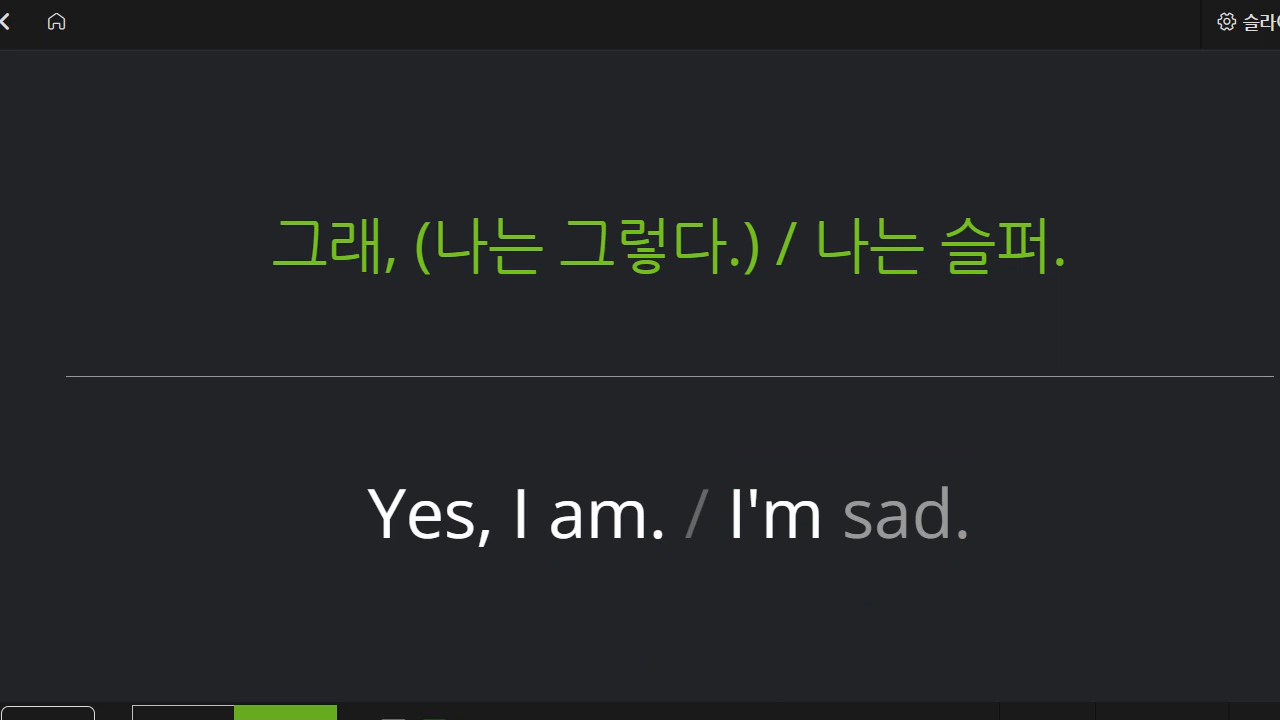 그래, (나는 그렇다.) / 나는 슬퍼.
Yes, I am. / I'm sad.